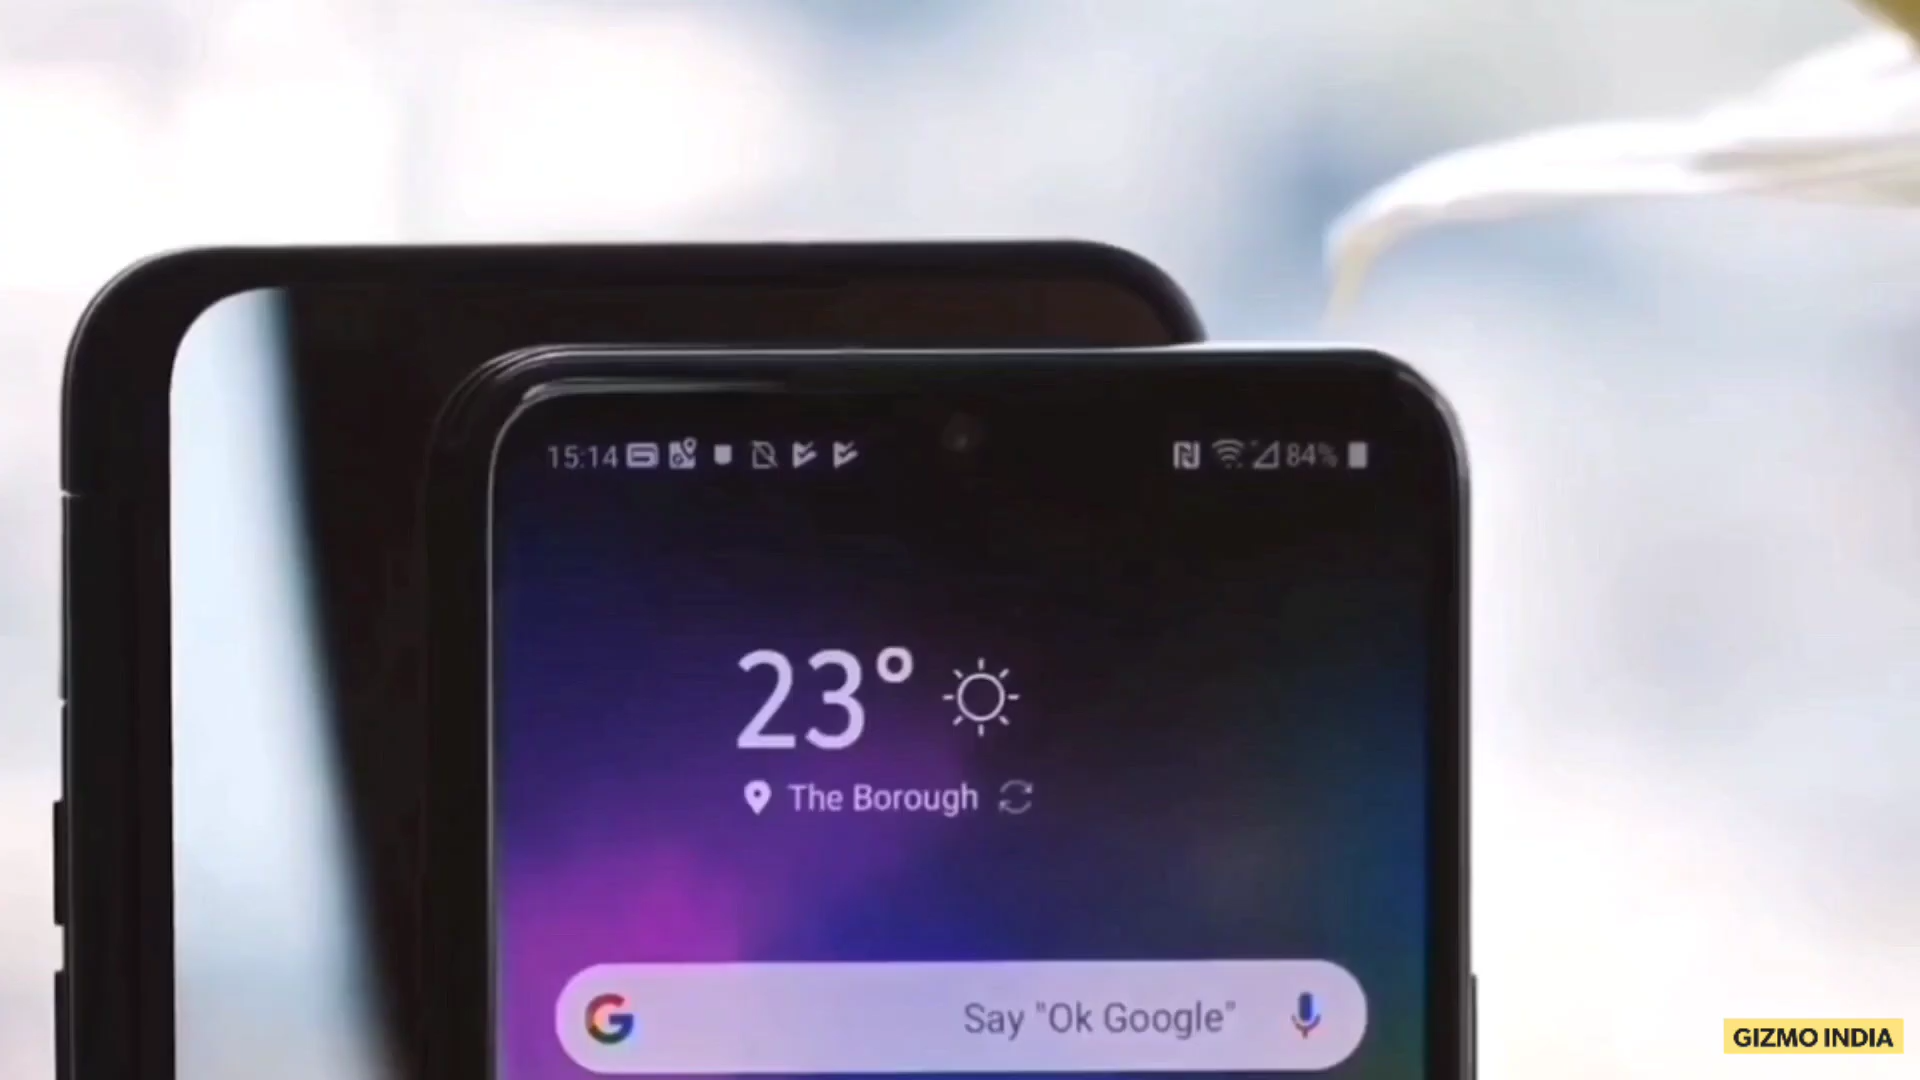 15:14 84%
23°
The Borough
G Say "Ok Google"
GIZMO INDIA